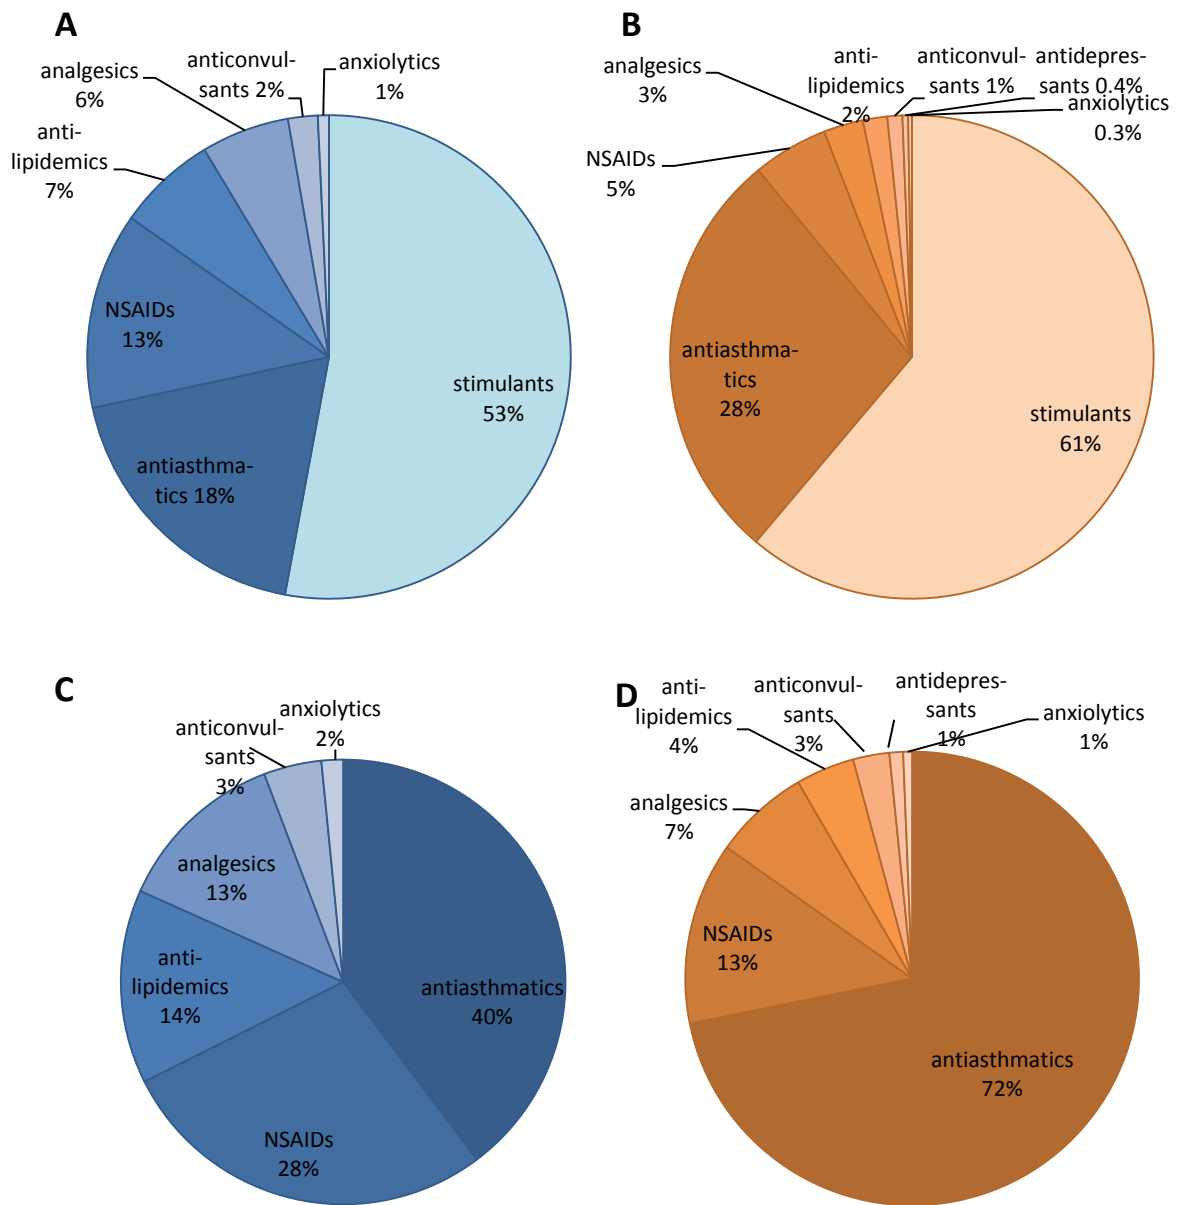 A
analgesics
6%
anticonvul-
sants 2%
anxiolytics
1%
anti-
lipidemics
7%
NSAIDs
13%
antiasthma-
tics 18%
stimulants
53%
B
analgesics
3%
anti-
lipidemics
2%
anticonvul-
sants 1%
antidepres-
sants 0.4%
anxiolytics
0.3%
NSAIDs
5%
antiasthma-
tics
28%
stimulants
61%
C
anticonvul-
sants
3%
anxiolytics
2%
analgesics
13%
anti-
lipidemics
14%
NSAIDs
28%
antiasthmatics
40%
D
anti-
lipidemics
4%
anticonvul-
sants
3%
antidepres-
sants
1%
anxiolytics
1%
analgesics
7%
NSAIDs
13%
antiasthmatics
72%